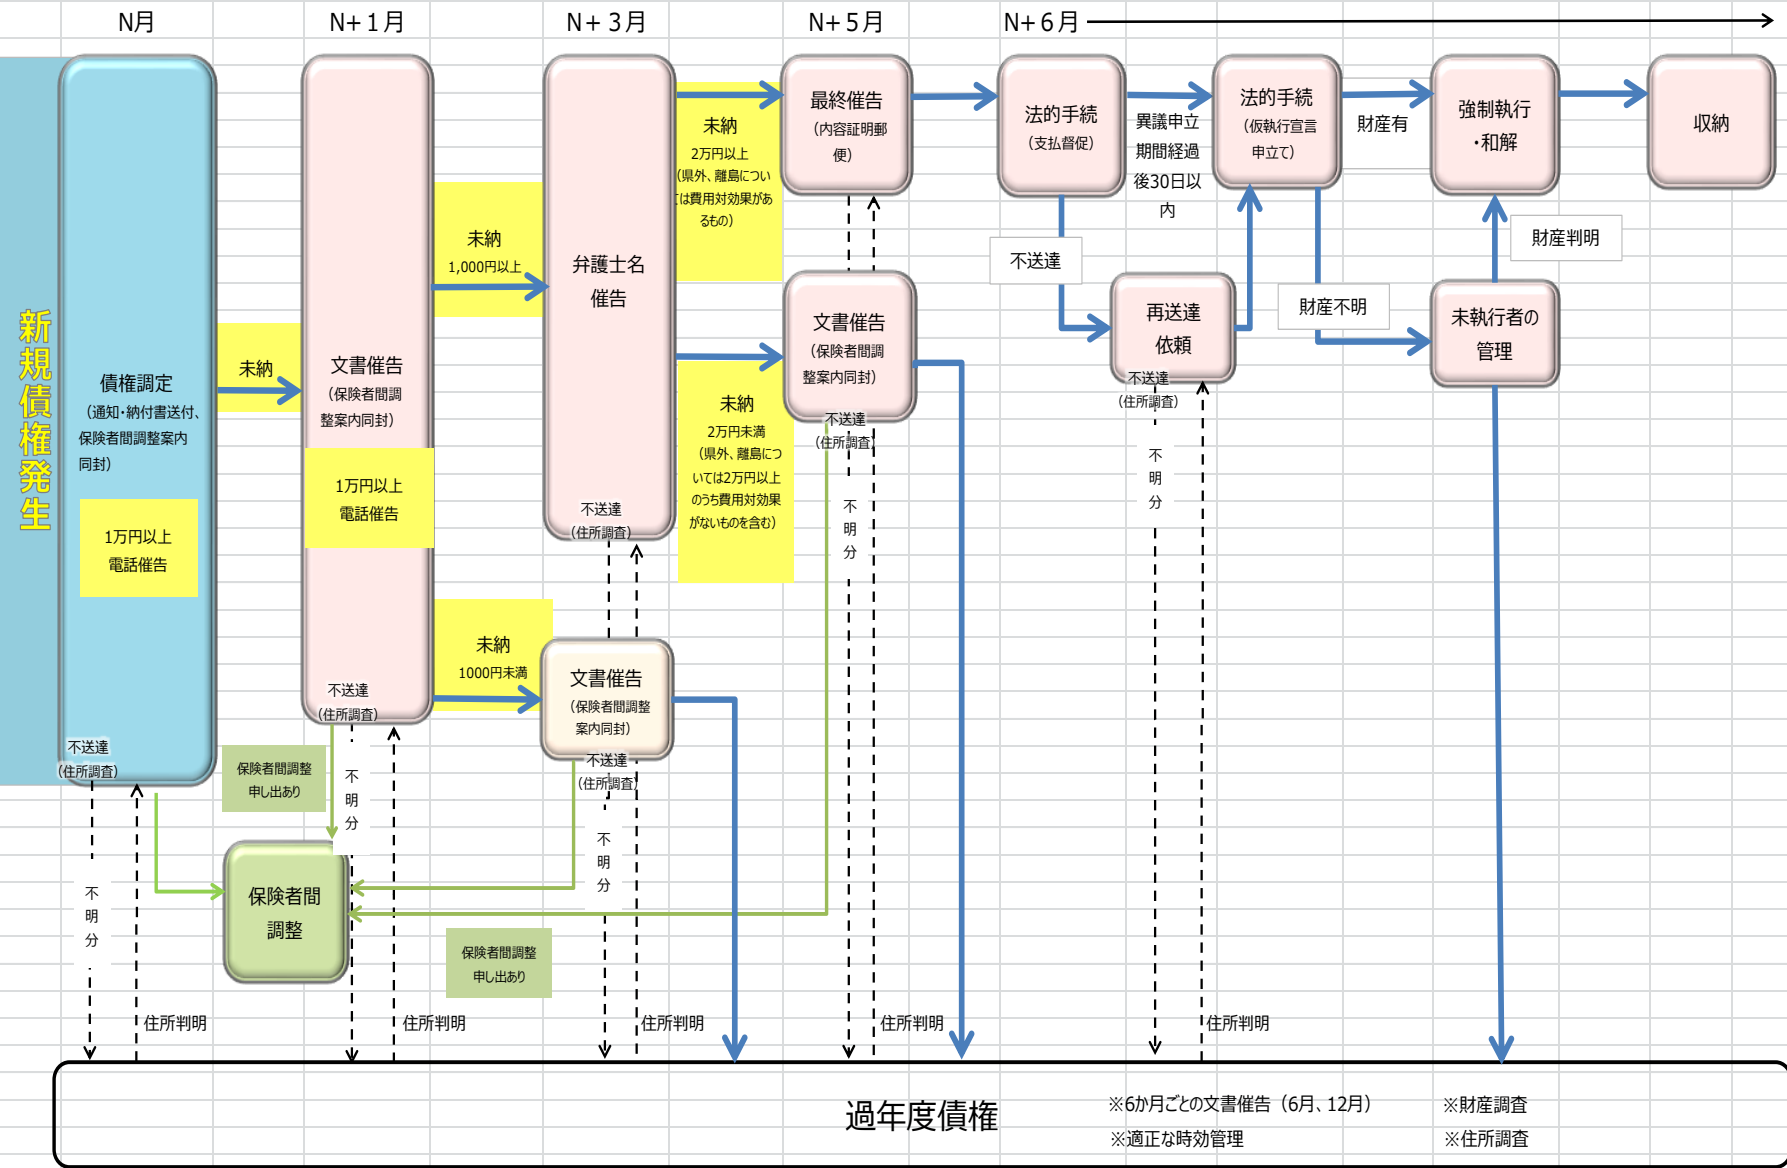 N月
N+１月
N+３月
N+５月
N+６月
新規債権発生
債権調定
（通知・納付書送付、
保険者間調整案内
同封）
1万円以上
電話催告
不送達
（住所調査）
不明分
住所判明
未納
文書催告
（保険者間調
整案内同封）
1万円以上
電話催告
不送達
（住所調査）
不明分
住所判明
保険者間調整
申し出あり
保険者間
調整
保険者間調整
申し出あり
未納
1,000円以上
未納
1000円未満
弁護士名
催告
不送達
（住所調査）
文書催告
（保険者間調整
案内同封）
不送達
（住所調査）
不明分
住所判明
未納
2万円以上
（県外、離島につい
ては費用対効果があ
るもの）
未納
2万円未満
（県外、離島につ
いては2万円以上
のうち費用対効果
がないものを含む）
最終催告
（内容証明郵
便）
文書催告
（保険者間調
整案内同封）
不送達
（住所調査）
不明分
住所判明
法的手続
（支払督促）
異議申立
期間経過
後30日以
内
不送達
再送達
依頼
不送達
（住所調査）
不明分
住所判明
法的手続
（仮執行宣言
申立て）
財産有
財産不明
強制執行
・和解
財産判明
未執行者の
管理
収納
過年度債権
※6か月ごとの文書催告（6月、12月）
※財産調査
※適正な時効管理
※住所調査